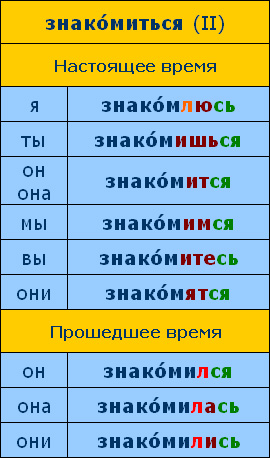 знако́миться (II)
Настоящее время
я знако́млюсь
ты знако́мишься
он
она знако́мится
мы знако́мимся
вы знако́митесь
они знако́мятся
Прошедшее время
он знако́мился
она знако́милась
они знако́мились